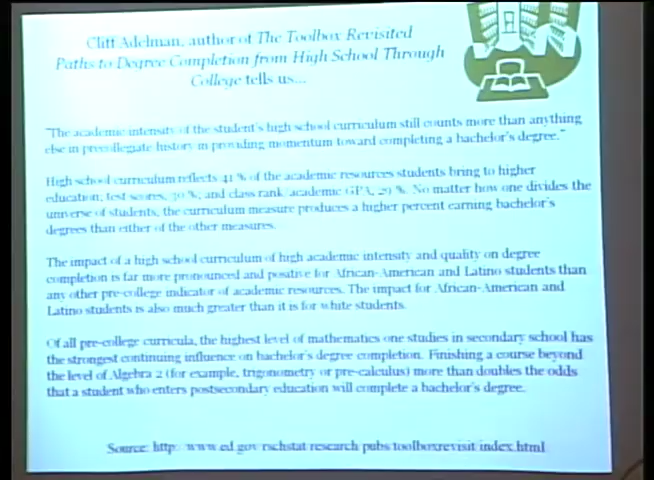 Cliff Adelman, author of The Toolbox Revisited
Paths to Degree Completion from High School Through
College tells us...
"The academic intensity of the student's high school curriculum still counts more than anything
else in precollegiate history in providing momentum toward completing a bachelor's degree."
High school curriculum reflects 41 % of the academic resources students bring to higher
education; test scores, 30 %; and class rank/academic GPA, 29 %. No matter how one divides the
universe of students, the curriculum measure produces a higher percent earning bachelor's
degrees than either of the other measures.
The impact of a high school curriculum of high academic intensity and quality on degree
completion is far more pronounced and positive for African-American and Latino students than
any other pre-college indicator of academic resources. The impact for African-American and
Latino students is also much greater than it is for white students.
Of all pre-college curricula, the highest level of mathematics one studies in secondary school has
the strongest continuing influence on bachelor's degree completion. Finishing a course beyond
the level of Algebra 2 (for example, trigonometry or pre-calculus) more than doubles the odds
that a student who enters postsecondary education will complete a bachelor's degree.
Source: http://www.ed.gov/rschstat/research/pubs/toolboxrevisit/index.html